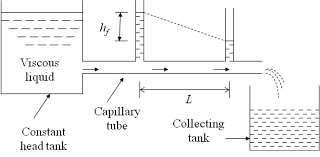 h_f
Viscous
liquid
L
Capillary
tube
Collecting
tank
Constant
head tank